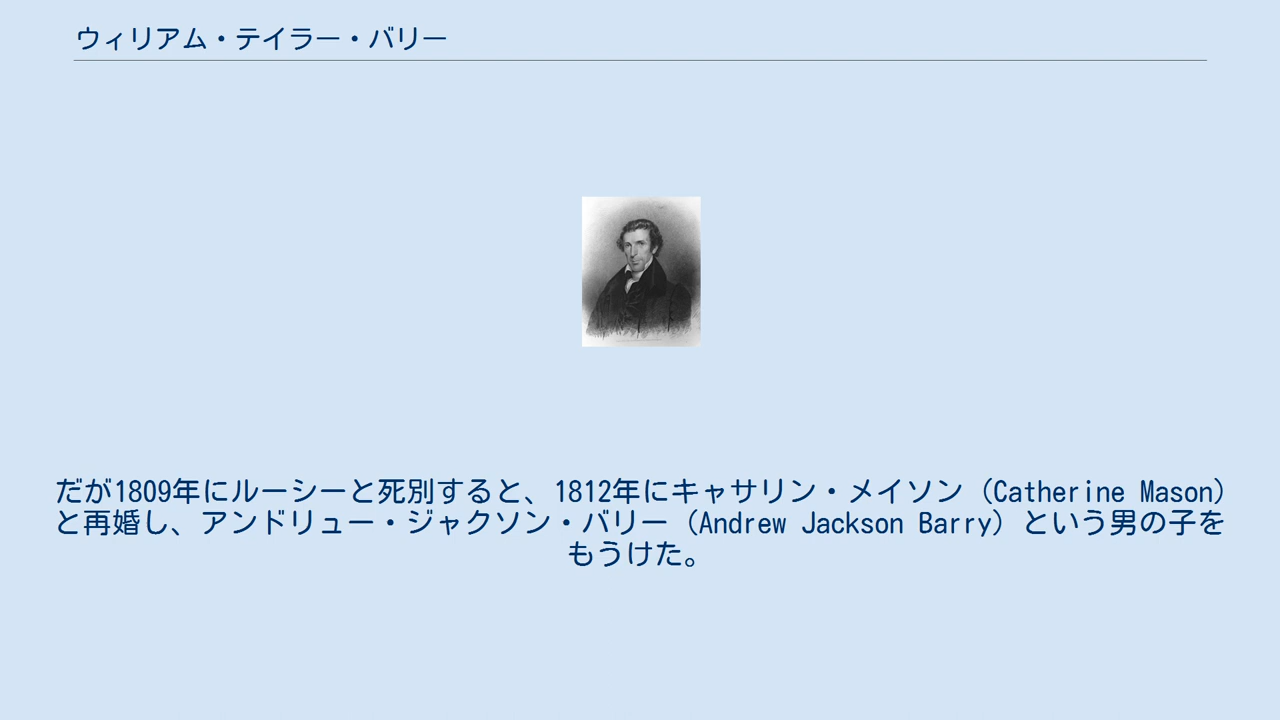 ウィリアム・テイラー・バリー
だが1809年にルーシーと死別すると、1812年にキャサリン・メイソン（Catherine Mason）
と再婚し、アンドリュー・ジャクソン・バリー（Andrew Jackson Barry）という男の子を
もうけた。